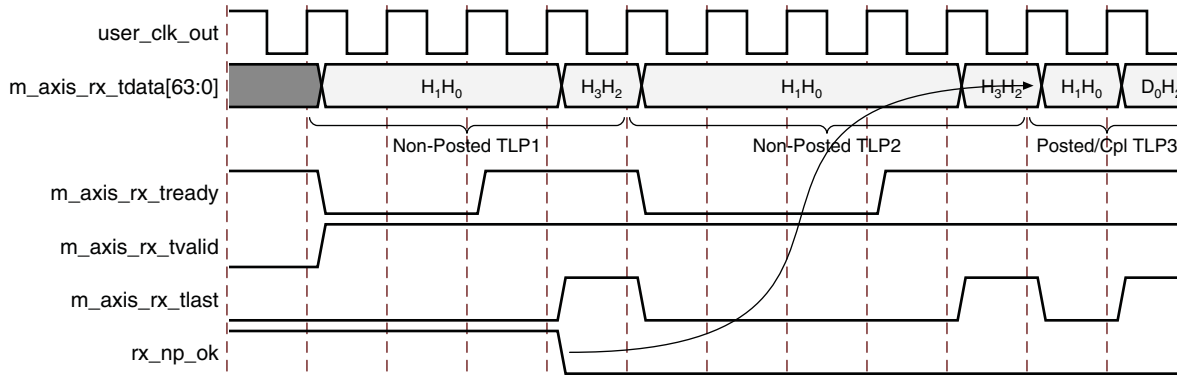 user_clk_out
m_axis_rx_tdata[63:0]
H₁H₀
H₃H₂
H₁H₀
H₃H₂
H₁H₀
D₀H₂
Non-Posted TLP1
Non-Posted TLP2
Posted/Cpl TLP3
m_axis_rx_tready
m_axis_rx_tvalid
m_axis_rx_tlast
rx_np_ok